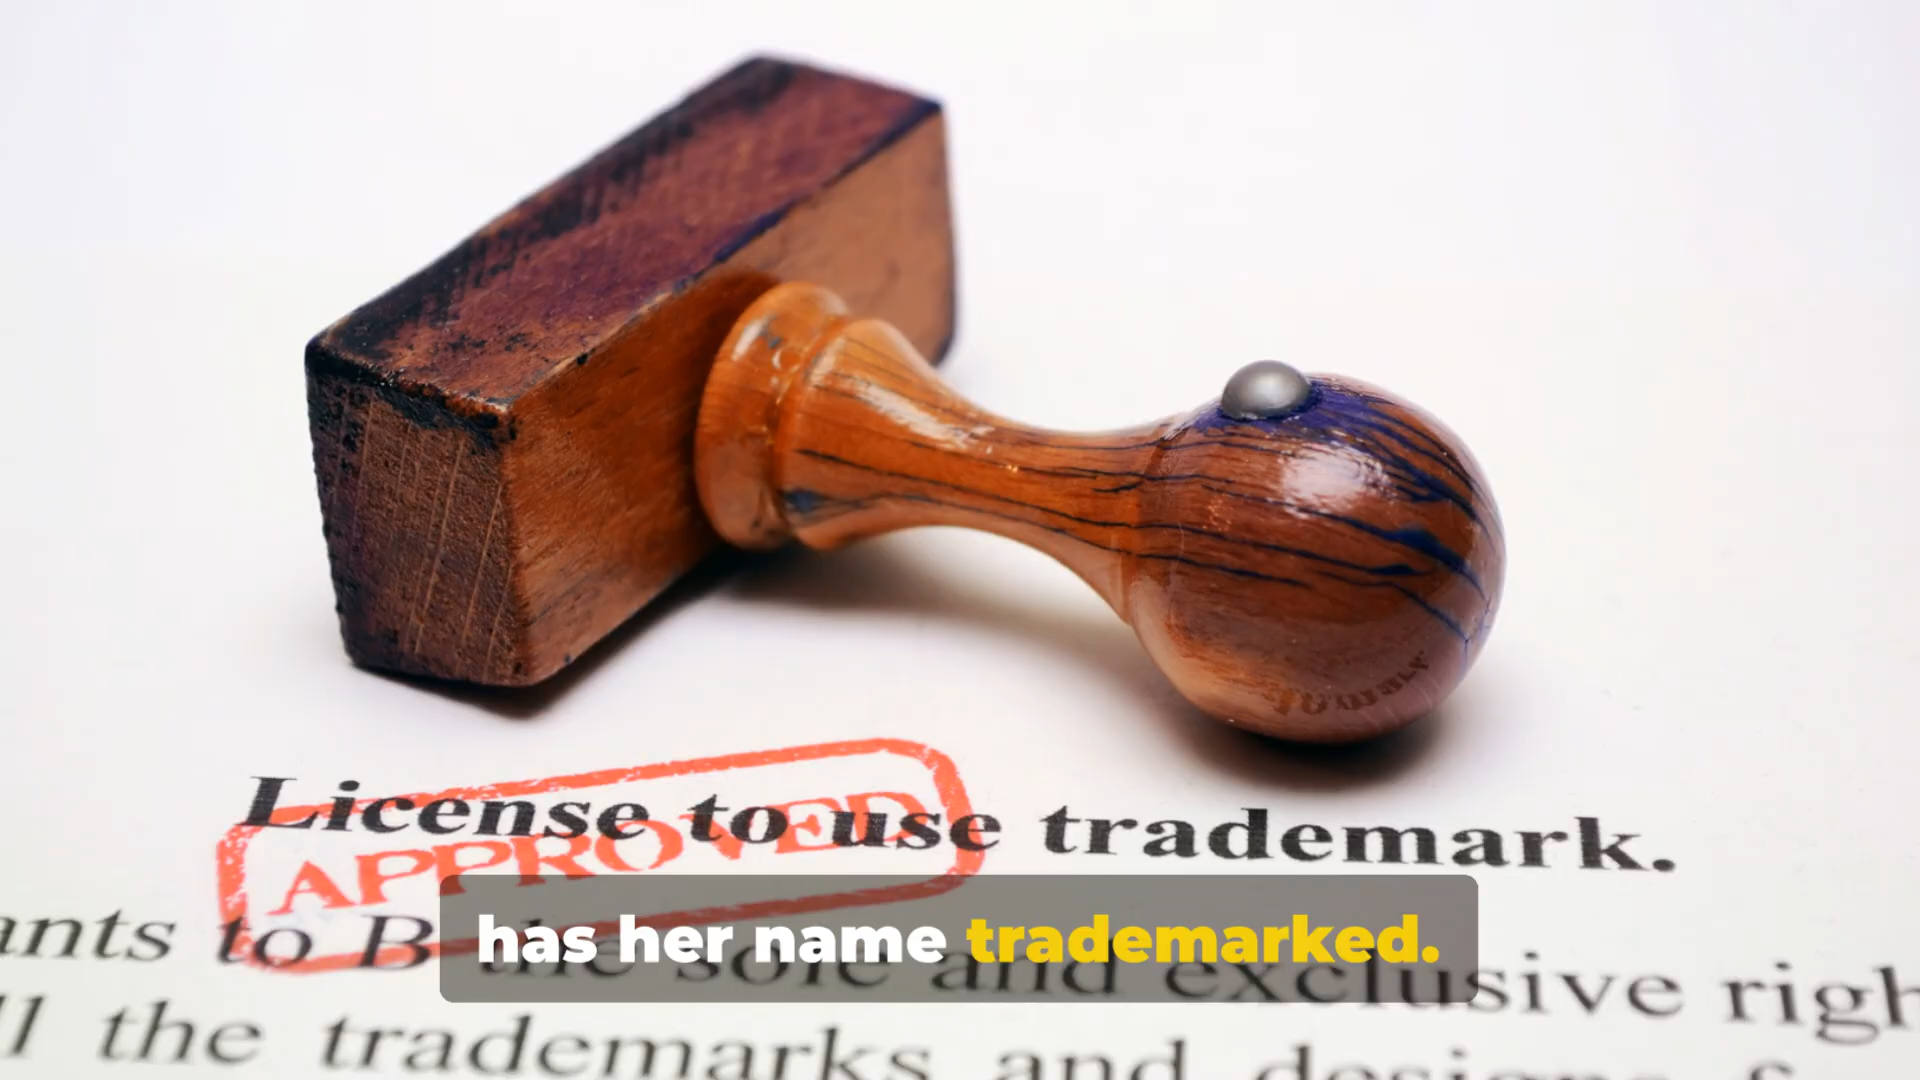 License to use trademark.
APPROVED
ants to B the sole and exclusive righ
ll the trademarks and designs f
has her name trademarked.